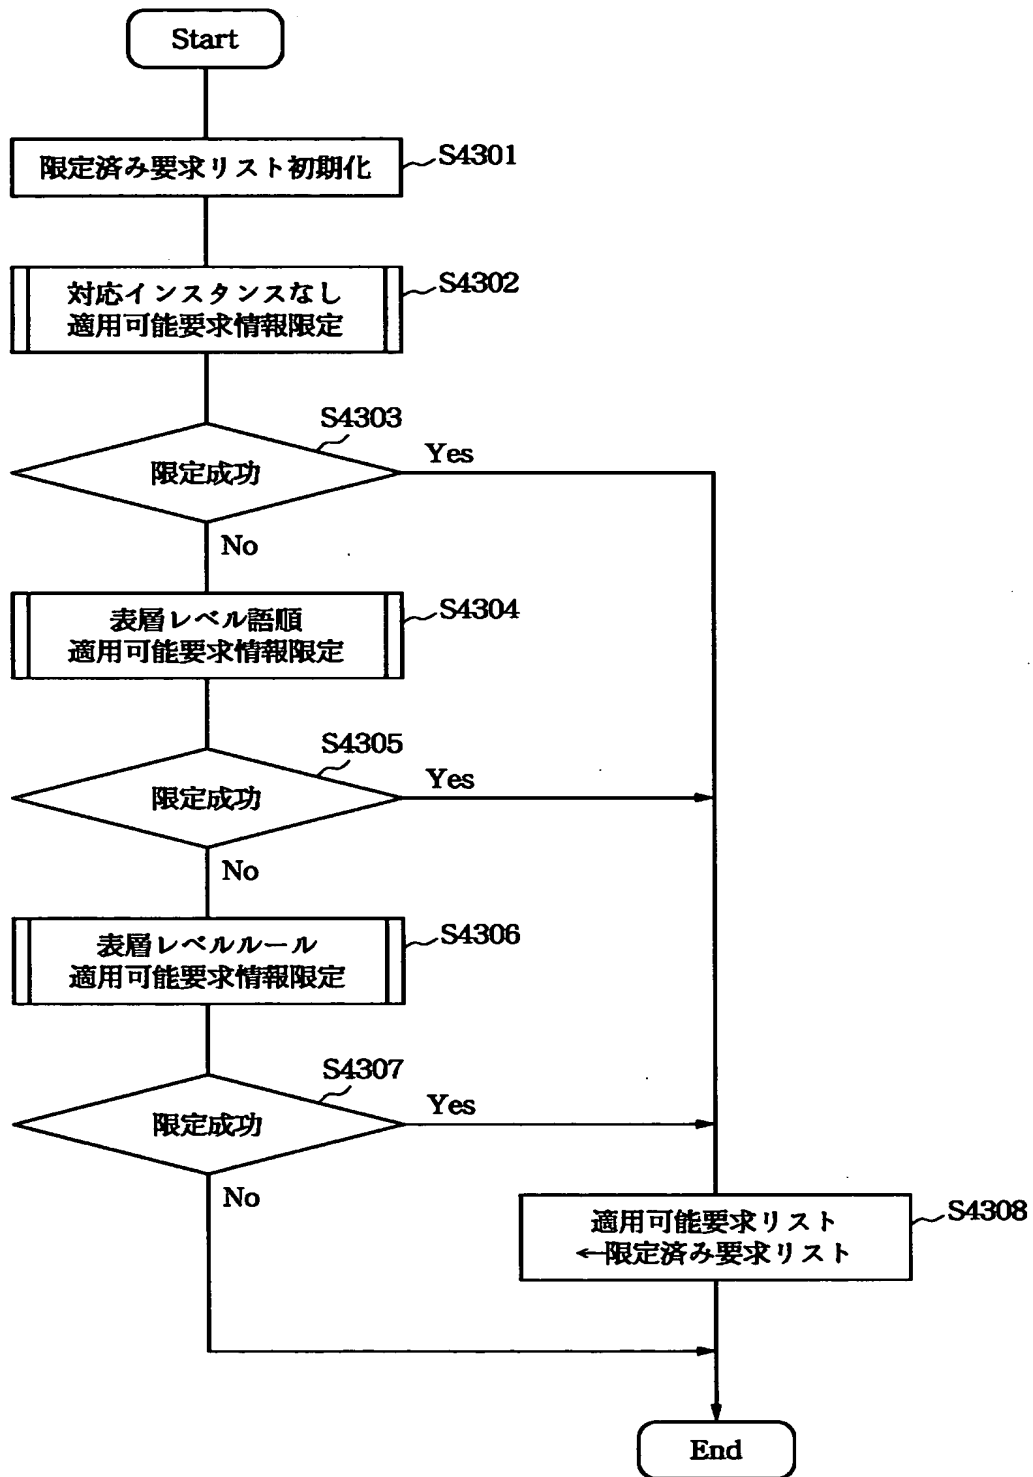 Start
限定済み要求リスト初期化
S4301
対応インスタンスなし
適用可能要求情報限定
S4302
S4303
限定成功
Yes
No
表層レベル語順
適用可能要求情報限定
S4304
S4305
限定成功
Yes
No
表層レベルルール
適用可能要求情報限定
S4306
S4307
限定成功
Yes
No
適用可能要求リスト
←限定済み要求リスト
S4308
End